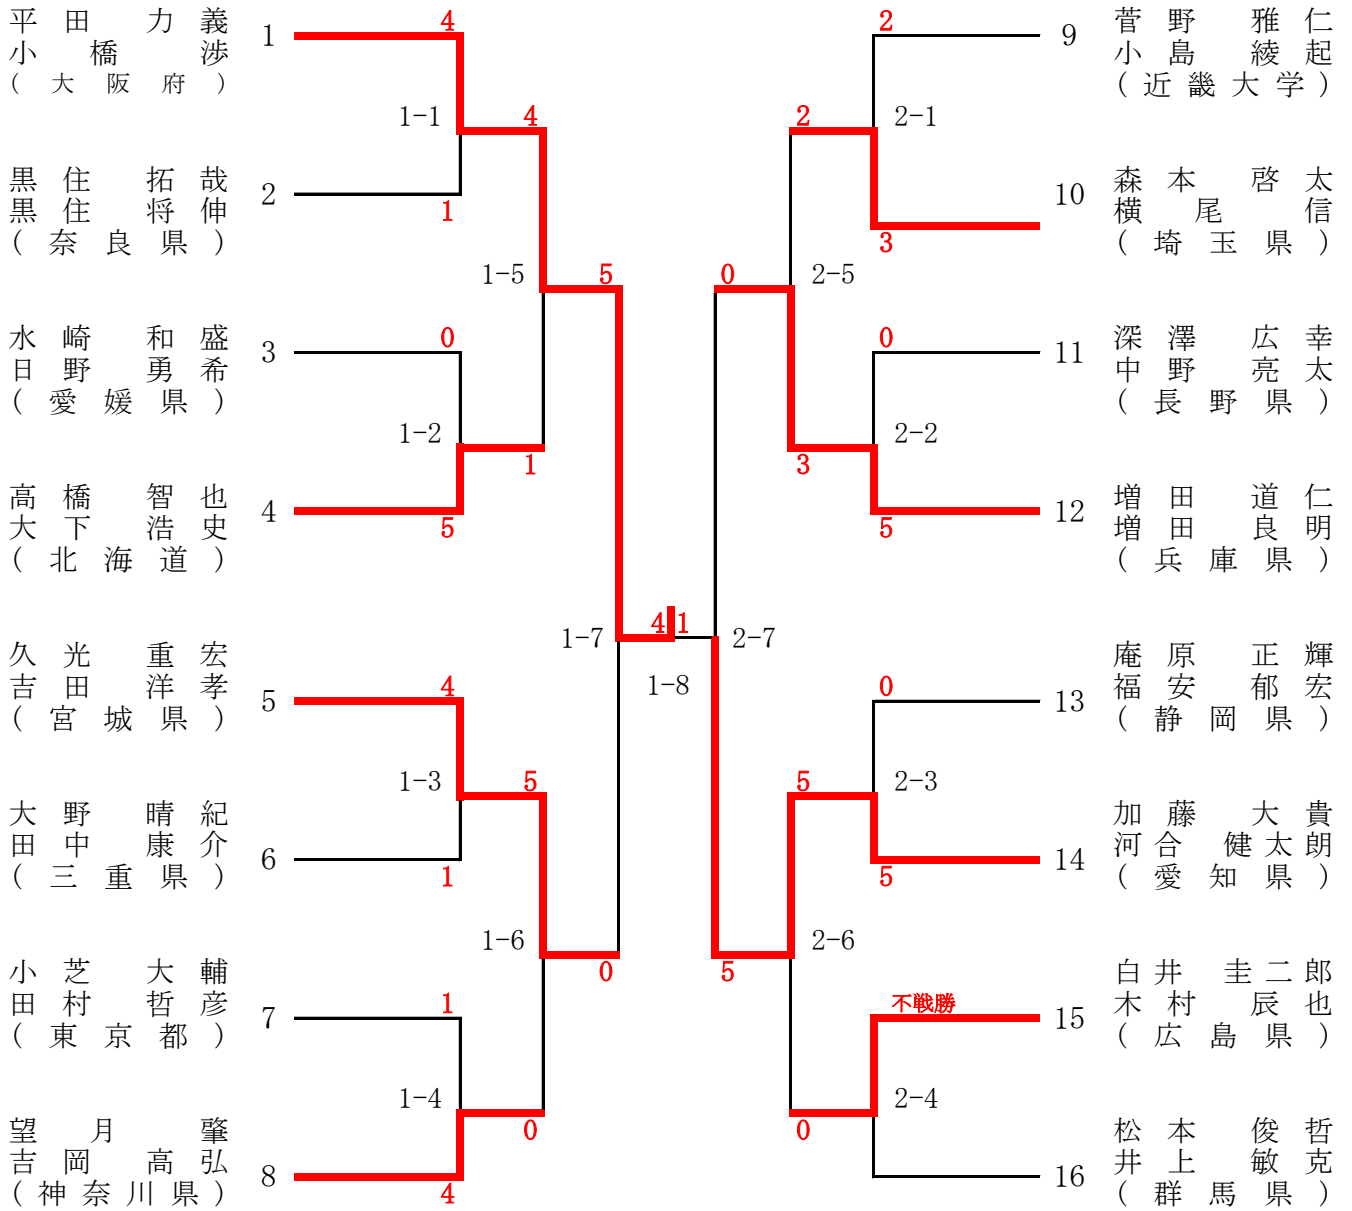 平田 力義
小橋 渉
(大阪府)
1
4
1-1
4
黒住 拓哉
黒住 将伸
(奈良県)
2
1
1-5
5
水崎 和盛
日野 勇希
(愛媛県)
3
0
1-2
1
高橋 智也
大下 浩史
(北海道)
4
5
1-7
4
1
2-7
1-8
久光 重宏
吉田 洋孝
(宮城県)
5
4
1-3
5
大野 晴紀
田中 康介
(三重県)
6
1
1-6
0
小芝 大輔
田村 哲彦
(東京都)
7
1
1-4
0
望月 肇
吉岡 高弘
(神奈川県)
8
4
2
9
菅野 雅仁
小島 綾起
(近畿大学)
2
2-1
10
森本 啓太
横尾 信
(埼玉県)
3
0
2-5
0
11
深澤 広幸
中野 亮太
(長野県)
2-2
3
5
12
増田 道仁
増田 良明
(兵庫県)
0
13
庵原 正輝
福安 郁宏
(静岡県)
5
2-3
14
加藤 大貴
河合 健太朗
(愛知県)
5
2-6
5
不戦勝
15
白井 圭二郎
木村 辰也
(広島県)
2-4
0
16
松本 俊哲
井上 敏克
(群馬県)